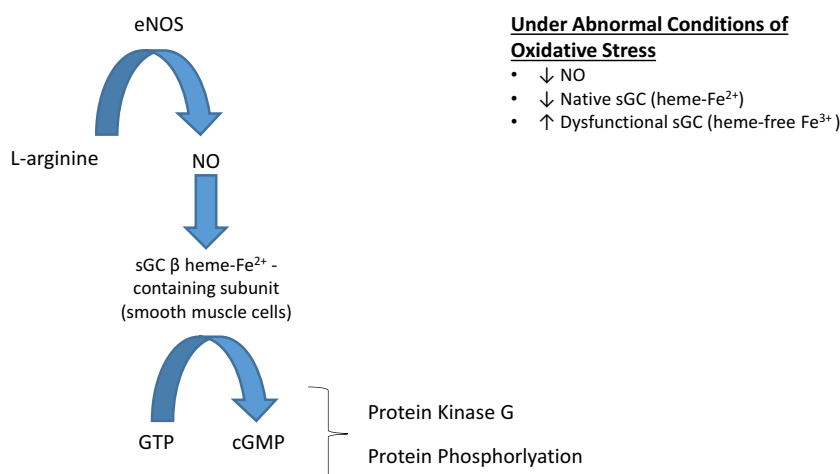 eNOS
L-arginine
NO
sGC β heme-Fe²⁺ -
containing subunit
(smooth muscle cells)
GTP
cGMP
Protein Kinase G
Protein Phosphorlyation
Under Abnormal Conditions of
Oxidative Stress
• ↓ NO
• ↓ Native sGC (heme-Fe²⁺)
• ↑ Dysfunctional sGC (heme-free Fe³⁺)